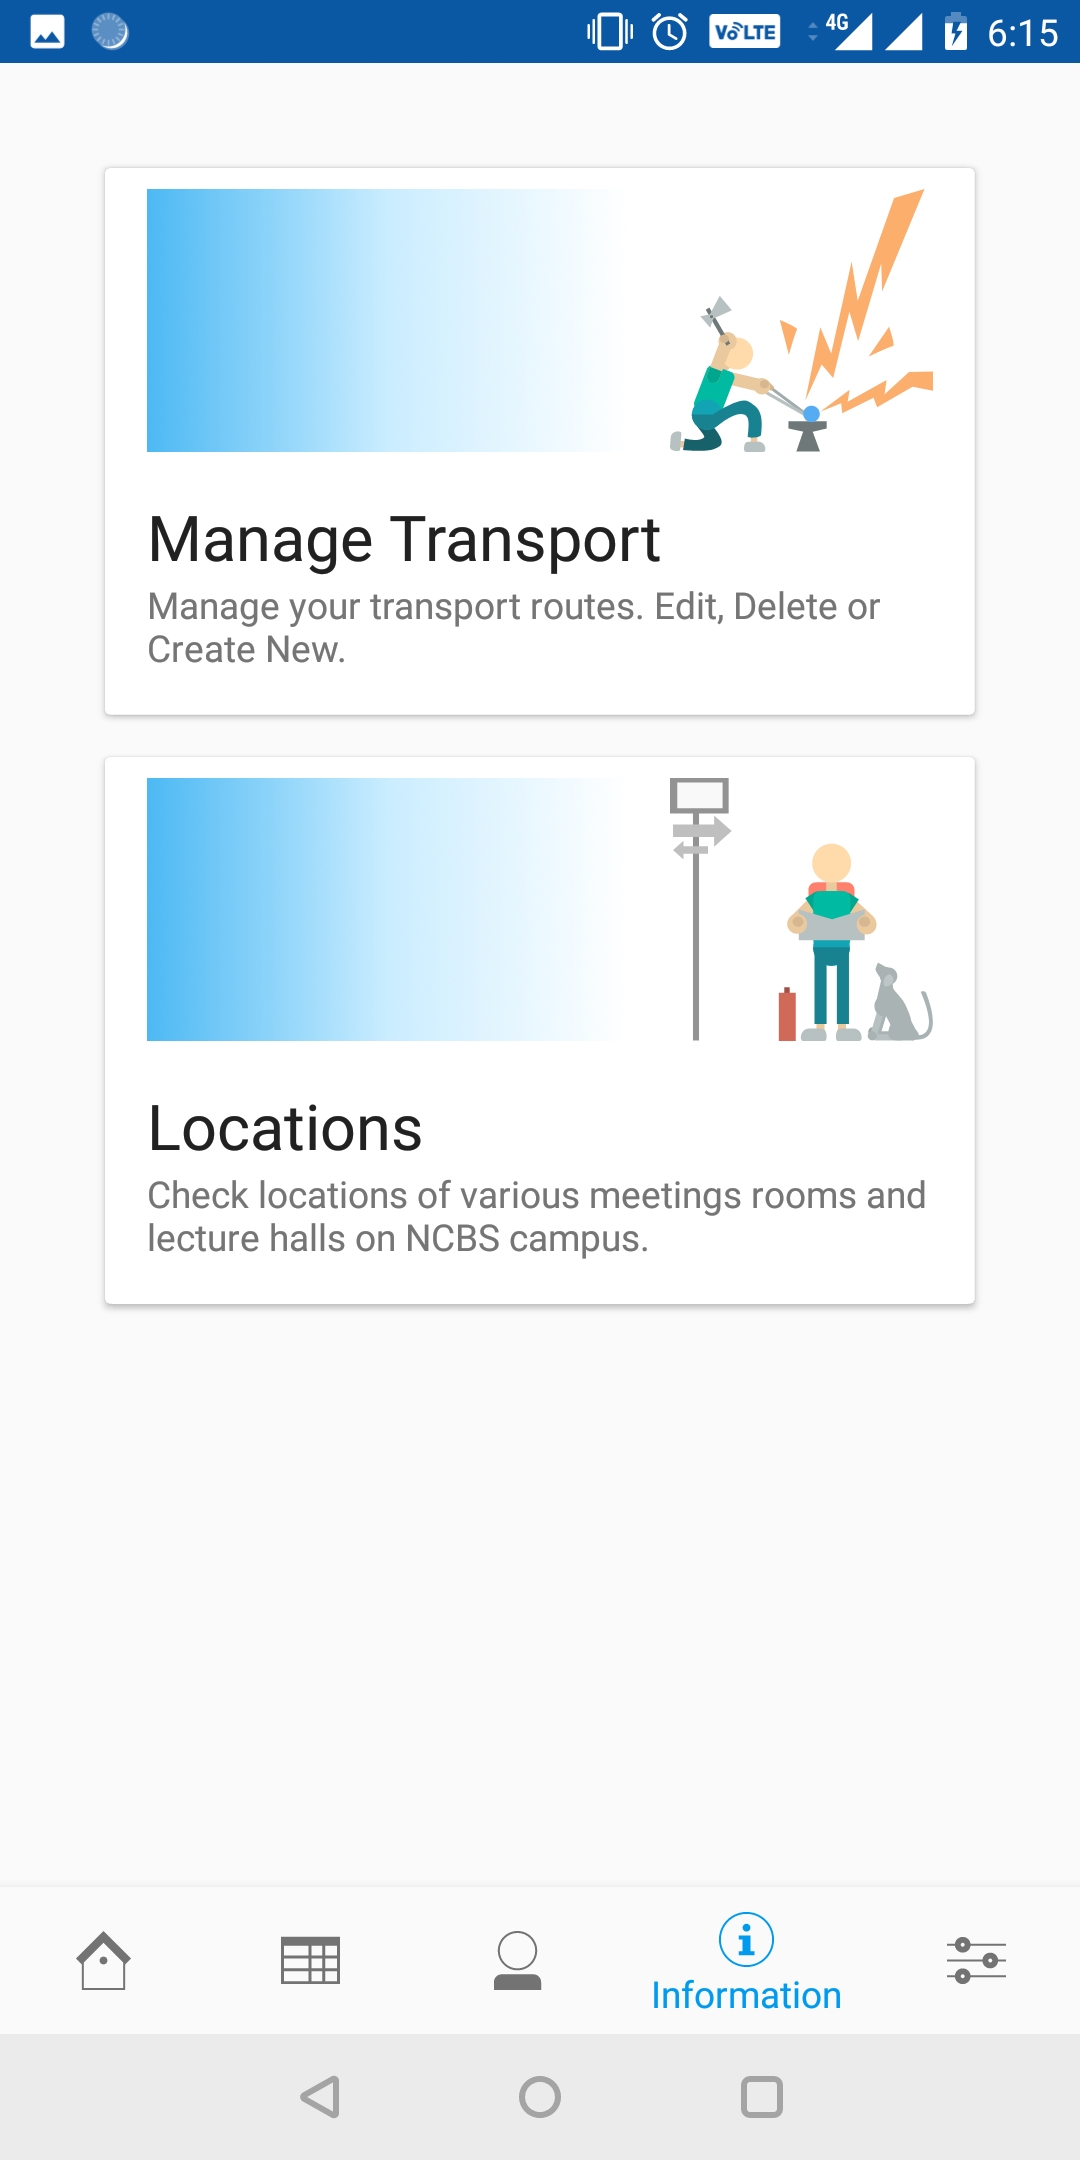 VoLTE 4G 6:15
Manage Transport
Manage your transport routes. Edit, Delete or
Create New.
Locations
Check locations of various meetings rooms and
lecture halls on NCBS campus.
Information